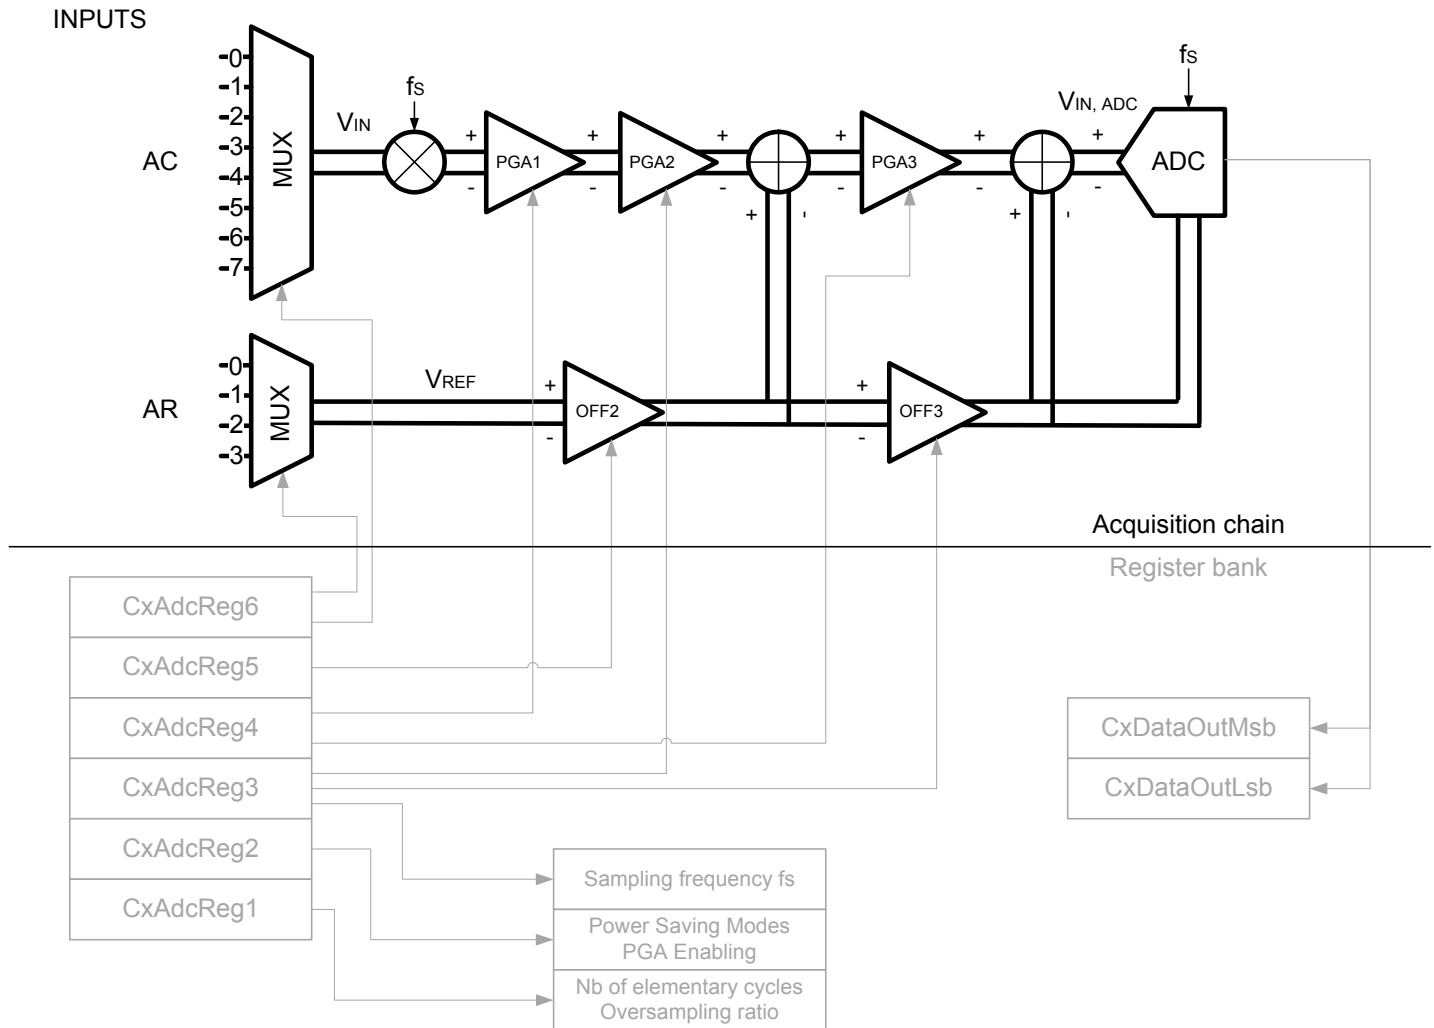 INPUTS
0
1
2
3
4
5
6
7
AC
MUX
VIN
fS
+
-
PGA1
+
-
PGA2
+
-
+
-
+
-
PGA3
+
-
+
-
VIN, ADC
+
-
fS
ADC
0
1
2
3
AR
MUX
VREF
+
-
OFF2
+
-
OFF3
Acquisition chain
Register bank
CxAdcReg6
CxAdcReg5
CxAdcReg4
CxAdcReg3
CxAdcReg2
CxAdcReg1
CxDataOutMsb
CxDataOutLsb
Sampling frequency fs
Power Saving Modes
PGA Enabling
Nb of elementary cycles
Oversampling ratio